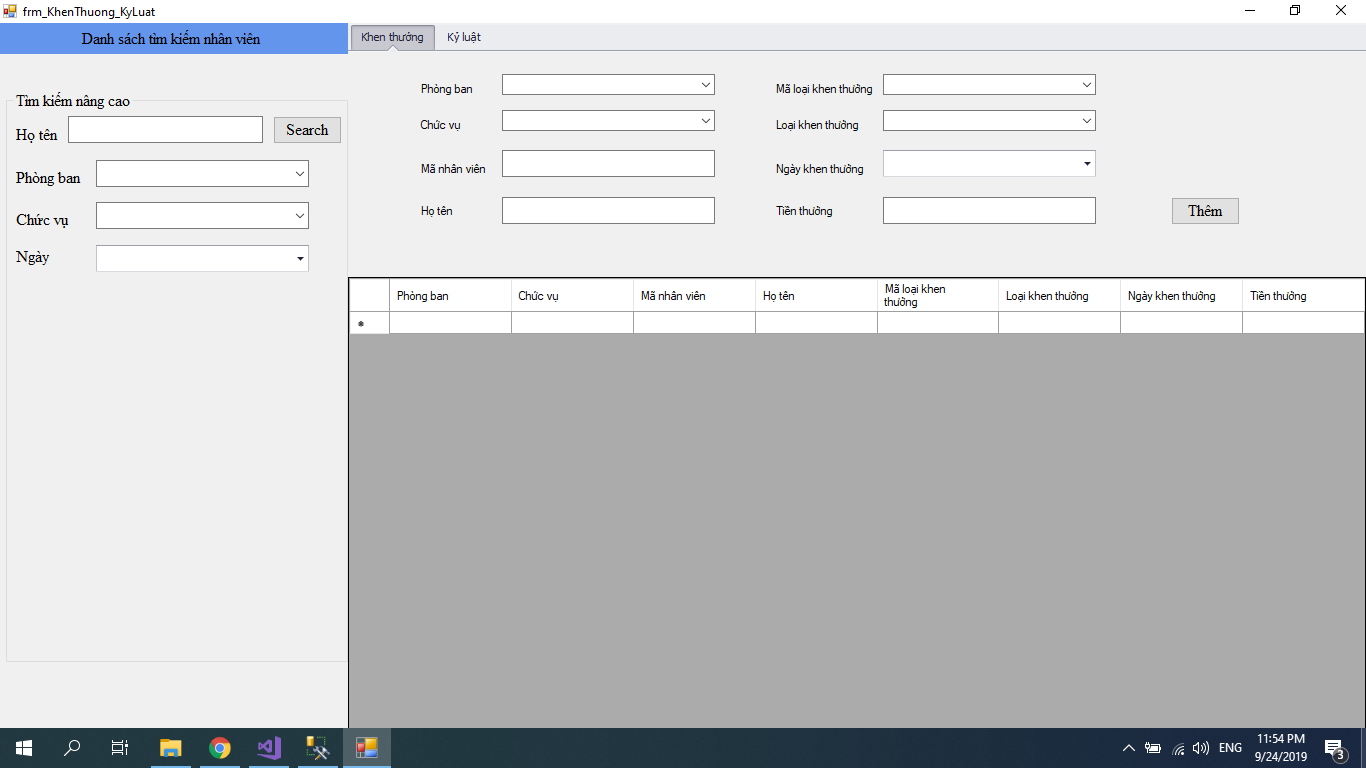 frm_KhenThuong_KyLuat
Danh sách tìm kiếm nhân viên
Khen thưởng
Kỷ luật
Tìm kiếm nâng cao
Họ tên
Search
Phòng ban
Chức vụ
Ngày
Phòng ban
Mã loại khen thưởng
Chức vụ
Loại khen thưởng
Mã nhân viên
Ngày khen thưởng
Họ tên
Tiền thưởng
Thêm
Phòng ban
Chức vụ
Mã nhân viên
Họ tên
Mã loại khen
thưởng
Loại khen thưởng
Ngày khen thưởng
Tiền thưởng
ENG
11:54 PM
9/24/2019
3